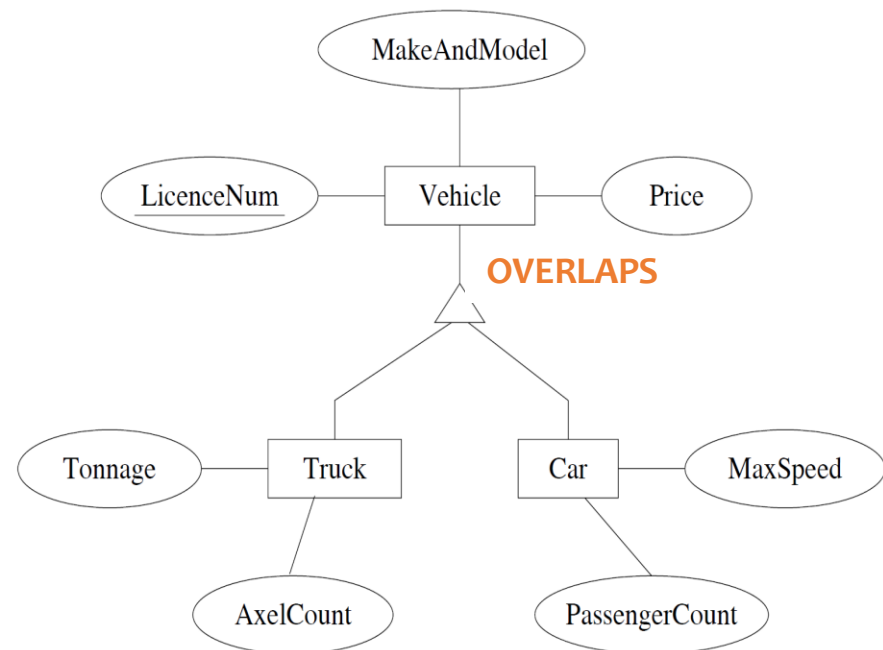 MakeAndModel
LicenceNum
Vehicle
Price
OVERLAPS
Tonnage
Truck
Car
MaxSpeed
AxelCount
PassengerCount